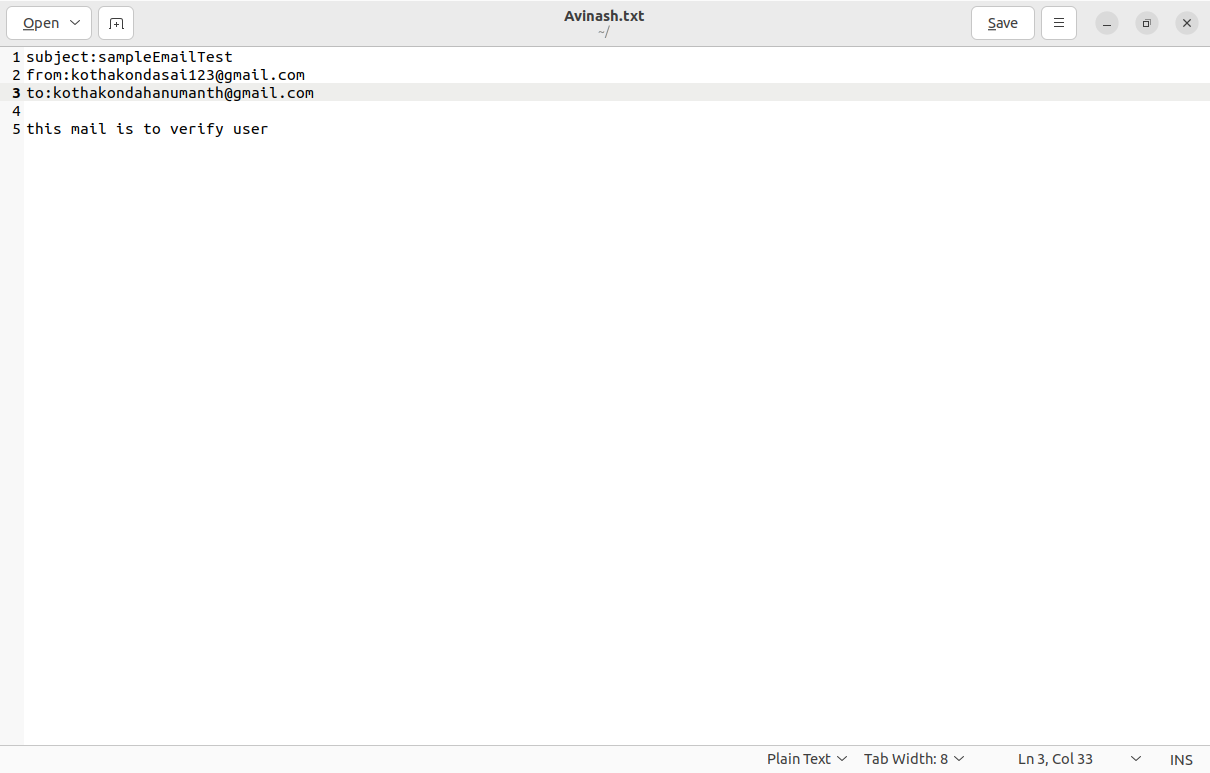 Open
Avinash.txt
~/
Save
1 subject:sampleEmailTest
2 from:kothakondasai123@gmail.com
3 to:kothakondahanumanth@gmail.com
4
5 this mail is to verify user
Plain Text Tab Width: 8 Ln 3, Col 33 INS